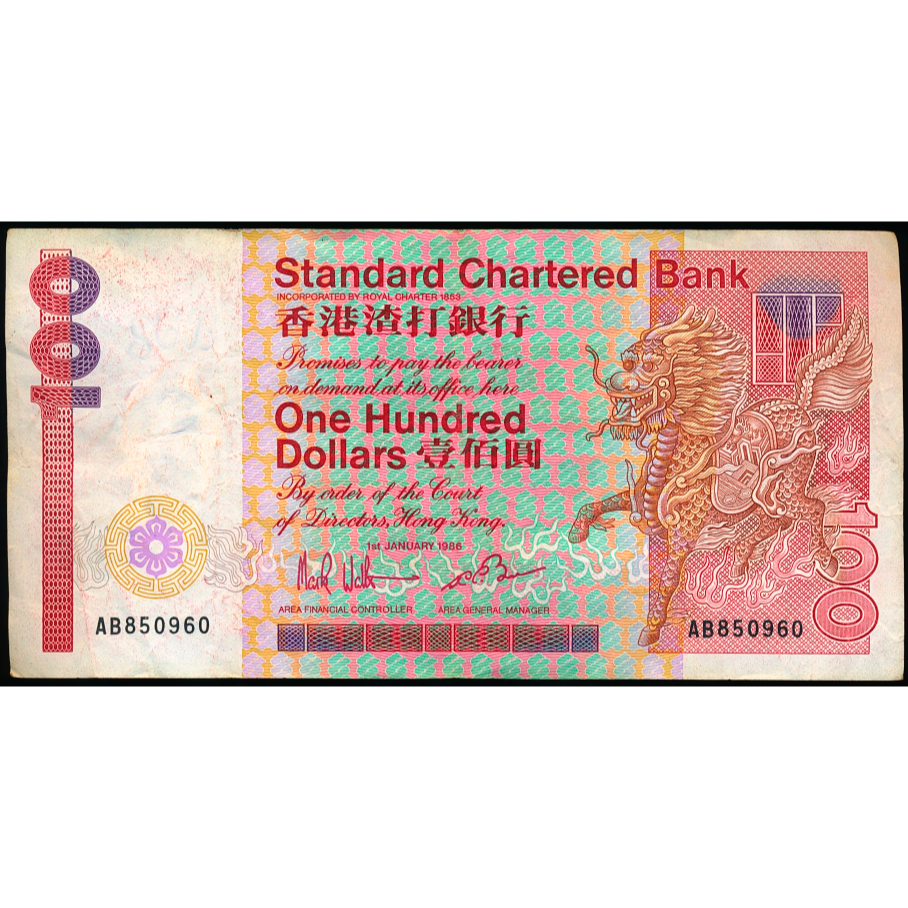 100
Standard Chartered Bank
INCORPORATED BY ROYAL CHARTER 1853
香港渣打銀行
Promises to pay the bearer
on demand at its office here
One Hundred
Dollars 壹佰圓
By order of the Court
of Directors, Hong Kong.
1st JANUARY 1986
AREA FINANCIAL CONTROLLER AREA GENERAL MANAGER
AB850960 AB850960
100